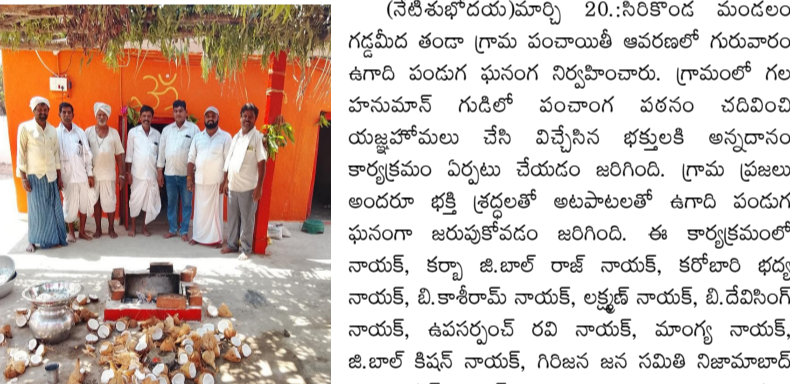 ॐ
(నేటిశుభోదయ)మార్చి 20.:సిరికొండ మండలం
గడ్డమీద తండా గ్రామ పంచాయితీ ఆవరణలో గురువారం
ఉగాది పండుగ ఘనంగ నిర్వహించారు. గ్రామంలో గల
హనుమాన్ గుడిలో పంచాంగ పఠనం చదివించి
యజ్ఞహోమలు చేసి విచ్చేసిన భక్తులకి అన్నదానం
కార్యక్రమం ఏర్పటు చేయడం జరిగింది. గ్రామ ప్రజలు
అందరూ భక్తి శ్రద్ధలతో అటపాటలతో ఉగాది పండుగ
ఘనంగా జరుపుకోవడం జరిగింది. ఈ కార్యక్రమంలో
నాయక్, కర్బా జి.బాల్ రాజ్ నాయక్, కరోబారి భద్య
నాయక్, బి.కాశీరామ్ నాయక్, లక్ష్మణ్ నాయక్, బి.దేవిసింగ్
నాయక్, ఉపసర్పంచ్ రవి నాయక్, మాంగ్య నాయక్,
జి.బాల్ కిషన్ నాయక్, గిరిజన జన సమితి నిజామాబాద్